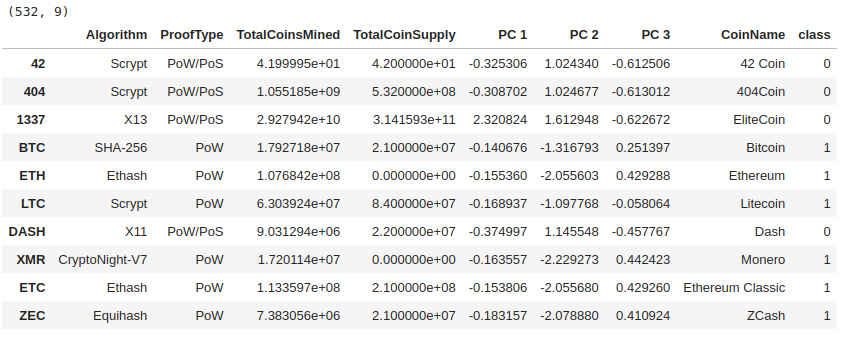 (532, 9)
Algorithm ProofType TotalCoinsMined TotalCoinSupply PC 1 PC 2 PC 3 CoinName class
42 Scrypt PoW/PoS 4.199995e+01 4.200000e+01 -0.325306 1.024340 -0.612506 42 Coin 0
404 Scrypt PoW/PoS 1.055185e+09 5.320000e+08 -0.308702 1.024677 -0.613012 404Coin 0
1337 X13 PoW/PoS 2.927942e+10 3.141593e+11 2.320824 1.612948 -0.622672 EliteCoin 0
BTC SHA-256 PoW 1.792718e+07 2.100000e+07 -0.140676 -1.316793 0.251397 Bitcoin 1
ETH Ethash PoW 1.076842e+08 0.000000e+00 -0.155360 -2.055603 0.429288 Ethereum 1
LTC Scrypt PoW 6.303924e+07 8.400000e+07 -0.168937 -1.097768 -0.058064 Litecoin 1
DASH X11 PoW/PoS 9.031294e+06 2.200000e+07 -0.374997 1.145548 -0.457767 Dash 0
XMR CryptoNight-V7 PoW 1.720114e+07 0.000000e+00 -0.163557 -2.229273 0.442423 Monero 1
ETC Ethash PoW 1.133597e+08 2.100000e+08 -0.153806 -2.055680 0.429260 Ethereum Classic 1
ZEC Equihash PoW 7.383056e+06 2.100000e+07 -0.183157 -2.078880 0.410924 ZCash 1